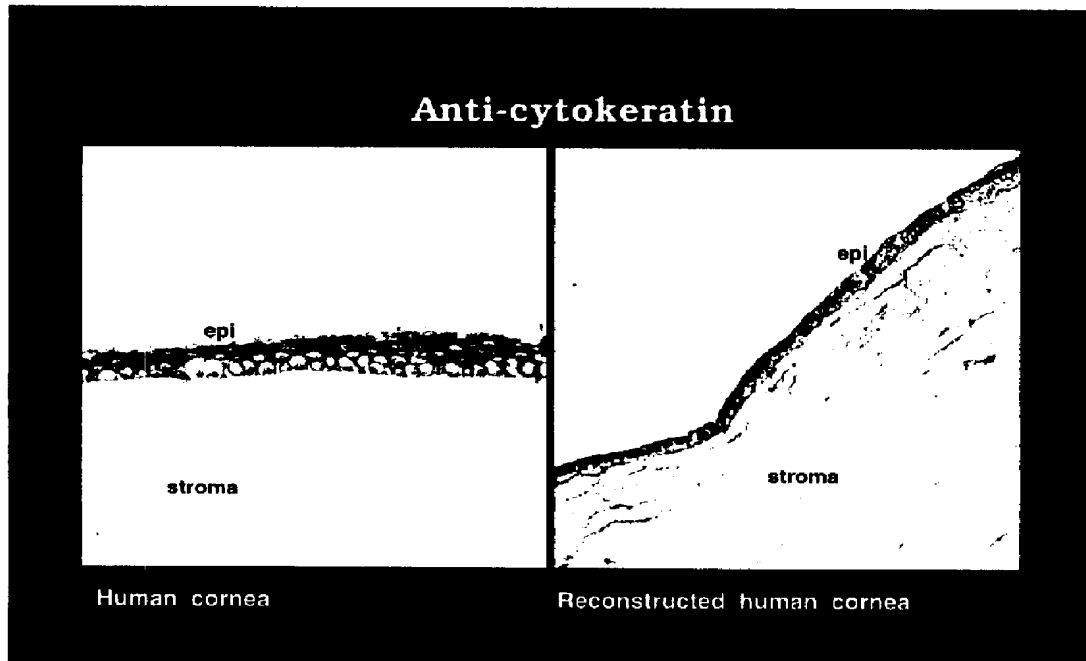 Anti-cytokeratin
epi
stroma
epi
stroma
Human cornea
Reconstructed human cornea